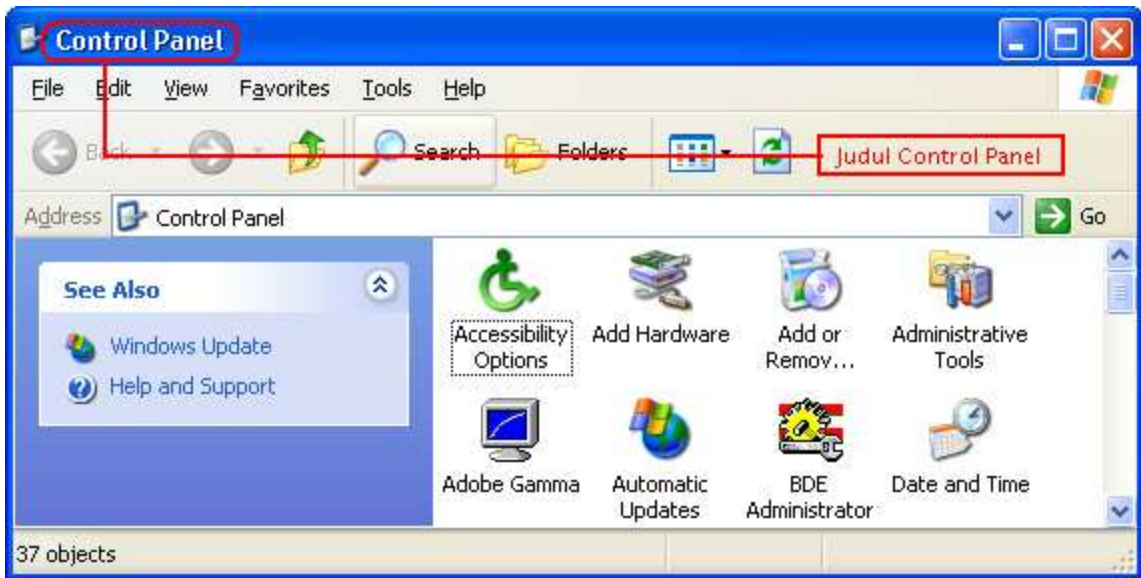 Control Panel
File Edit View Favorites Tools Help
Back Search Folders Judul Control Panel
Address Control Panel Go
See Also
Windows Update
Help and Support
Accessibility Options
Add Hardware
Add or Remov...
Administrative Tools
Adobe Gamma
Automatic Updates
BDE Administrator
Date and Time
37 objects